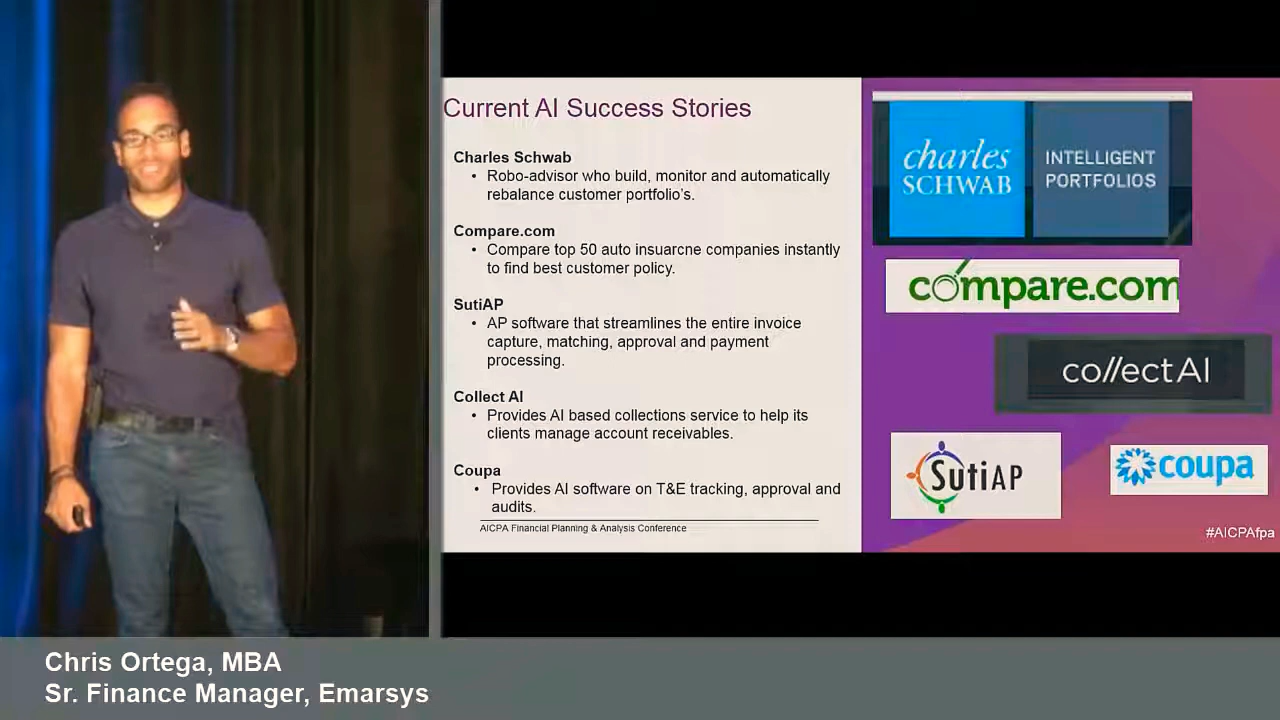 Current AI Success Stories
Charles Schwab
• Robo-advisor who build, monitor and automatically
rebalance customer portfolio's.
Compare.com
• Compare top 50 auto insuarcne companies instantly
to find best customer policy.
SutiAP
• AP software that streamlines the entire invoice
capture, matching, approval and payment
processing.
Collect AI
• Provides AI based collections service to help its
clients manage account receivables.
Coupa
• Provides AI software on T&E tracking, approval and
audits.
AICPA Financial Planning & Analysis Conference
charles
SCHWAB
INTELLIGENT
PORTFOLIOS
compare.com
collectAI
SutiAP
coupa
#AICPAfpa
Chris Ortega, MBA
Sr. Finance Manager, Emarsys